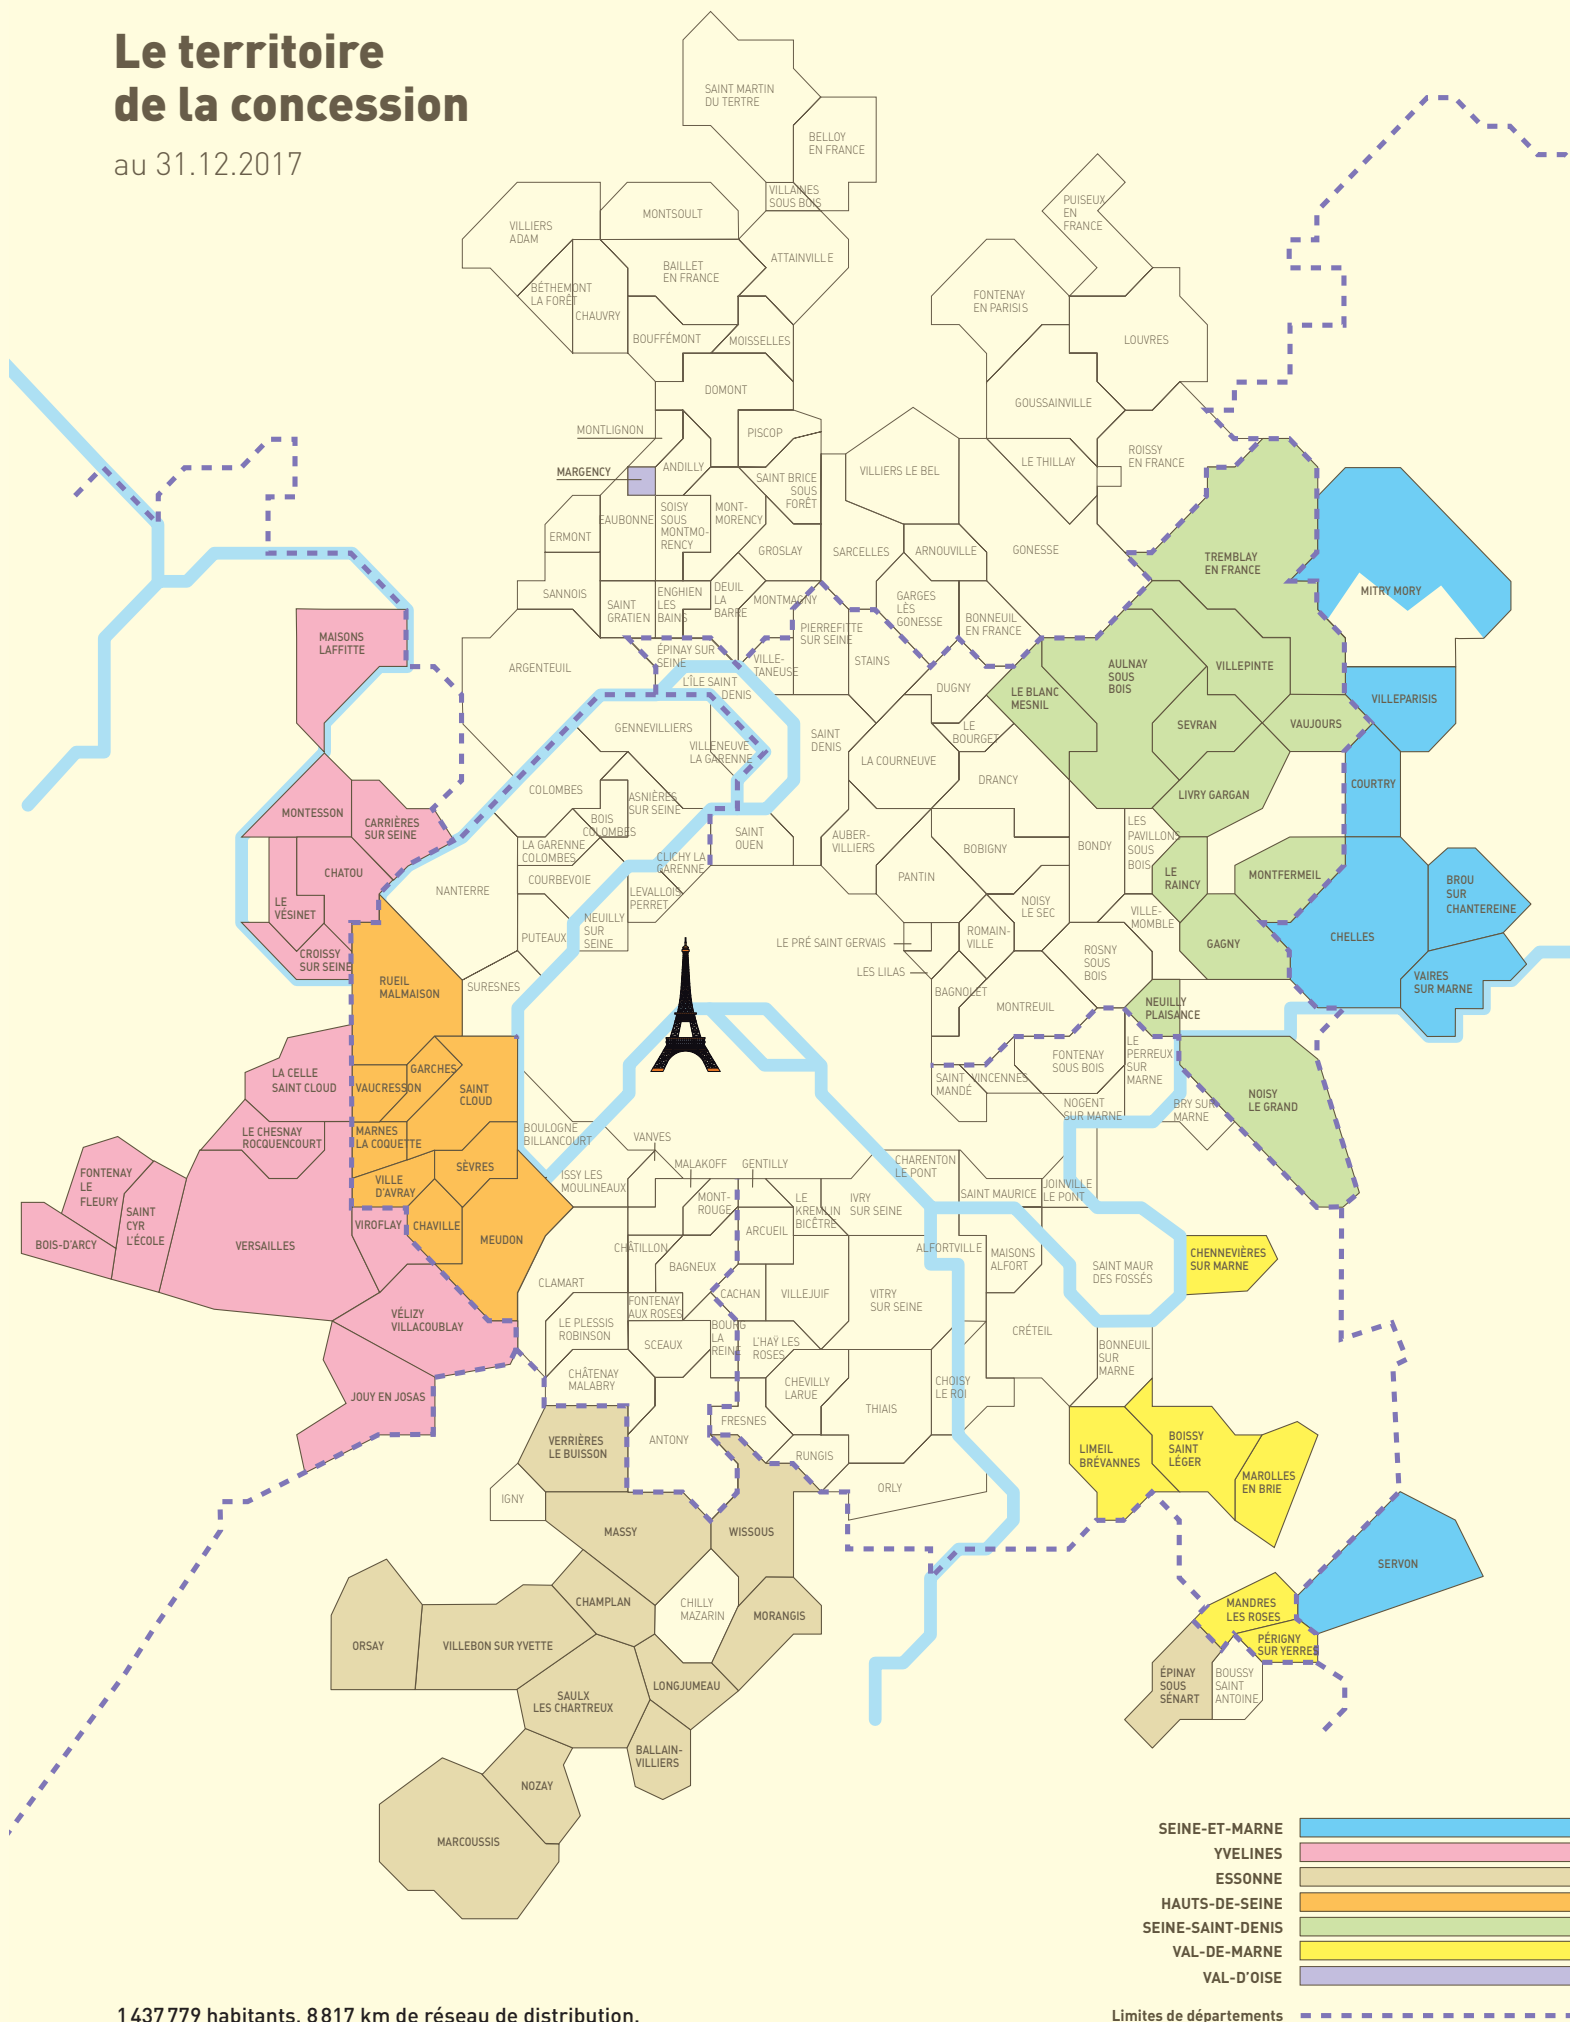 Le territoire
de la concession
au 31.12.2017
SAINT MARTIN
DU TERTRE
BELLOY
EN FRANCE
VILLAINES
SOUS BOIS
VILLIERS
ADAM
MONTSOULT
PUISEUX
EN
FRANCE
BAILLET
EN FRANCE
ATTAINVILLE
BÉTHEMONT
LA FORÊT
CHAUVRY
FONTENAY
EN PARISIS
BOUFFÉMONT
MOISSELLES
LOUVRES
DOMONT
GOUSSAINVILLE
MONTLIGNON
PISCOP
ROISSY
EN FRANCE
MARGENCY
ANDILLY
SAINT BRICE
SOUS
FORÊT
VILLIERS LE BEL
LE THILLAY
EAUBONNE
SOISY
SOUS
MONTMO-
RENCY
MONT-
MORENCY
ERMONT
GROSLAY
SARCELLES
ARNOUVILLE
GONESSE
TREMBLAY
EN FRANCE
MITRY MORY
SANNOIS
SAINT
GRATIEN
ENGHIEN
LES
BAINS
DEUIL
LA
BARRE
MONTMAGNY
GARGES
LÈS
GONESSE
BONNEUIL
EN FRANCE
MAISONS
LAFFITTE
PIERREFITTE
SUR SEINE
ARGENTEUIL
ÉPINAY SUR
SEINE
VILLE-
TANEUSE
STAINS
L'ÎLE SAINT
DENIS
DUGNY
LE BLANC
MESNIL
AULNAY
SOUS
BOIS
VILLEPINTE
VILLEPARISIS
GENNEVILLIERS
VILLENEUVE
LA GARENNE
SAINT
DENIS
LE
BOURGET
SEVRAN
VAUJOURS
LA COURNEUVE
DRANCY
COURTRY
COLOMBES
ASNIÈRES
SUR SEINE
LIVRY GARGAN
MONTESSON
CARRIÈRES
SUR SEINE
BOIS
COLOMBES
SAINT
OUEN
AUBER-
VILLIERS
LES
PAVILLONS
SOUS
BOIS
LA GARENNE
COLOMBES
BOBIGNY
BONDY
CLICHY LA
GARENNE
CHATOU
NANTERRE
COURBEVOIE
PANTIN
LE
RAINCY
MONTFERMEIL
BROU
SUR
CHANTEREINE
LEVALLOIS
PERRET
LE
VÉSINET
NOISY
LE SEC
VILLE-
MOMBLE
PUTEAUX
NEUILLY
SUR
SEINE
LE PRÉ SAINT GERVAIS
ROMAIN-
VILLE
GAGNY
CHELLES
CROISSY
SUR SEINE
ROSNY
SOUS
BOIS
LES LILAS
RUEIL
MALMAISON
SURESNES
BAGNOLET
VAIRES
SUR MARNE
MONTREUIL
NEUILLY
PLAISANCE
LA CELLE
SAINT CLOUD
GARCHES
VAUCRESSON
SAINT
CLOUD
FONTENAY
SOUS BOIS
LE
PERREUX
SUR
MARNE
SAINT
MANDÉ
VINCENNES
NOISY
LE GRAND
NOGENT
SUR MARNE
BRY SUR
MARNE
LE CHESNAY
ROCQUENCOURT
MARNES
LA COQUETTE
BOULOGNE
BILLANCOURT
VANVES
MALAKOFF
GENTILLY
CHARENTON
LE PONT
FONTENAY
LE
FLEURY
SÈVRES
ISSY LES
MOULINEAUX
VILLE
D'AVRAY
MONT-
ROUGE
LE
KREMLIN
BICÊTRE
IVRY
SUR SEINE
SAINT MAURICE
JOINVILLE
LE PONT
SAINT
CYR
L'ÉCOLE
VIROFLAY
CHAVILLE
ARCUEIL
BOIS-D'ARCY
VERSAILLES
MEUDON
CHÂTILLON
ALFORTVILLE
MAISONS
ALFORT
CHENNEVIÈRES
SUR MARNE
BAGNEUX
SAINT MAUR
DES FOSSÉS
CLAMART
CACHAN
VILLEJUIF
VITRY
SUR SEINE
FONTENAY
AUX ROSES
VÉLIZY
VILLACOUBLAY
LE PLESSIS
ROBINSON
BOURG
LA
REINE
CRÉTEIL
SCEAUX
L'HAŸ LES
ROSES
BONNEUIL
SUR
MARNE
CHÂTENAY
MALABRY
CHEVILLY
LARUE
CHOISY
LE ROI
JOUY EN JOSAS
THIAIS
FRESNES
VERRIÈRES
LE BUISSON
ANTONY
RUNGIS
LIMEIL
BRÉVANNES
BOISSY
SAINT
LÉGER
MAROLLES
EN BRIE
IGNY
ORLY
MASSY
WISSOUS
SERVON
CHAMPLAN
CHILLY
MAZARIN
MORANGIS
MANDRES
LES ROSES
ORSAY
VILLEBON SUR YVETTE
PÉRIGNY
SUR YERRES
LONGJUMEAU
ÉPINAY
SOUS
SÉNART
BOUSSY
SAINT
ANTOINE
SAULX
LES CHARTREUX
BALLAIN-
VILLIERS
NOZAY
MARCOUSSIS
SEINE-ET-MARNE
YVELINES
ESSONNE
HAUTS-DE-SEINE
SEINE-SAINT-DENIS
VAL-DE-MARNE
VAL-D'OISE
Limites de départements
1 437 779 habitants, 8 817 km de réseau de distribution.